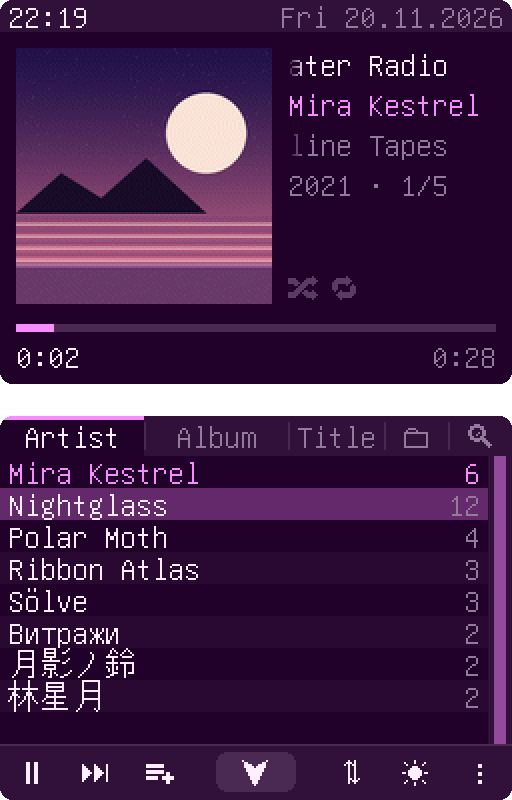 22:19 Fri 20.11.2026
ater Radio
Mira Kestrel
line Tapes
2021 · 1/5
0:02 0:28
Artist Album Title
Mira Kestrel 6
Nightglass 12
Polar Moth 4
Ribbon Atlas 3
Sölve 3
Витражи 2
月影ノ鈴 2
林星月 2